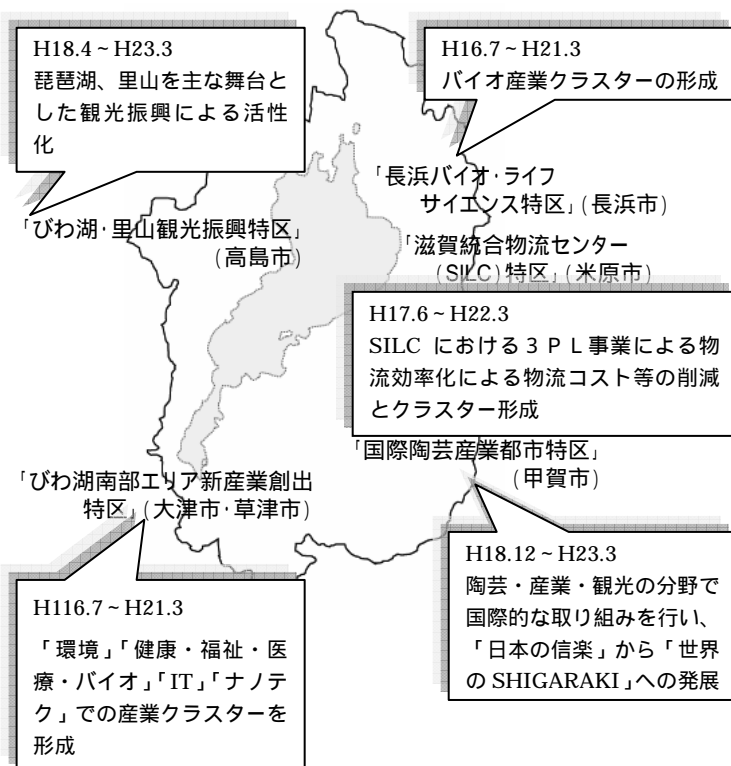 H18.4~H23.3
琵琶湖、里山を主な舞台と
した観光振興による活性
化
「びわ湖・里山観光振興特区」
(高島市)
H16.7~H21.3
バイオ産業クラスターの形成
「長浜バイオ・ライフ
サイエンス特区」(長浜市)
「滋賀統合物流センター
(SILC)特区」(米原市)
H17.6~H22.3
SILC における3PL事業による物
流効率化による物流コスト等の削減
とクラスター形成
「国際陶芸産業都市特区」
(甲賀市)
H18.12~H23.3
陶芸・産業・観光の分野で
国際的な取り組みを行い、
「日本の信楽」から「世界
のSHIGARAKI」への発展
「びわ湖南部エリア新産業創出
特区」(大津市・草津市)
H116.7~H21.3
「環境」「健康・福祉・医
療・バイオ」「IT」「ナノテ
ク」での産業クラスターを
形成